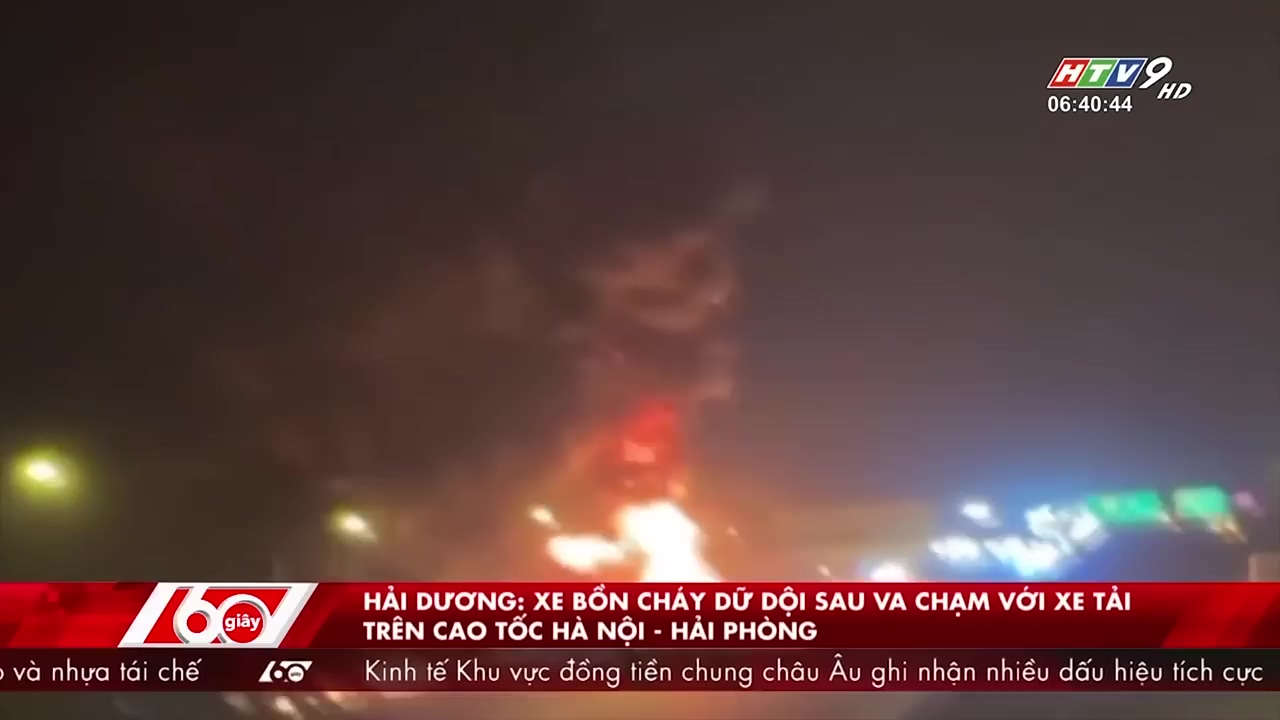 HTV9 HD
06:40:44
60 giây
HẢI DƯƠNG: XE BỒN CHÁY DỮ DỘI SAU VA CHẠM VỚI XE TẢI
TRÊN CAO TỐC HÀ NỘI - HẢI PHÒNG
và nhựa tái chế
60 giây
Kinh tế Khu vực đồng tiền chung châu Âu ghi nhận nhiều dấu hiệu tích cực